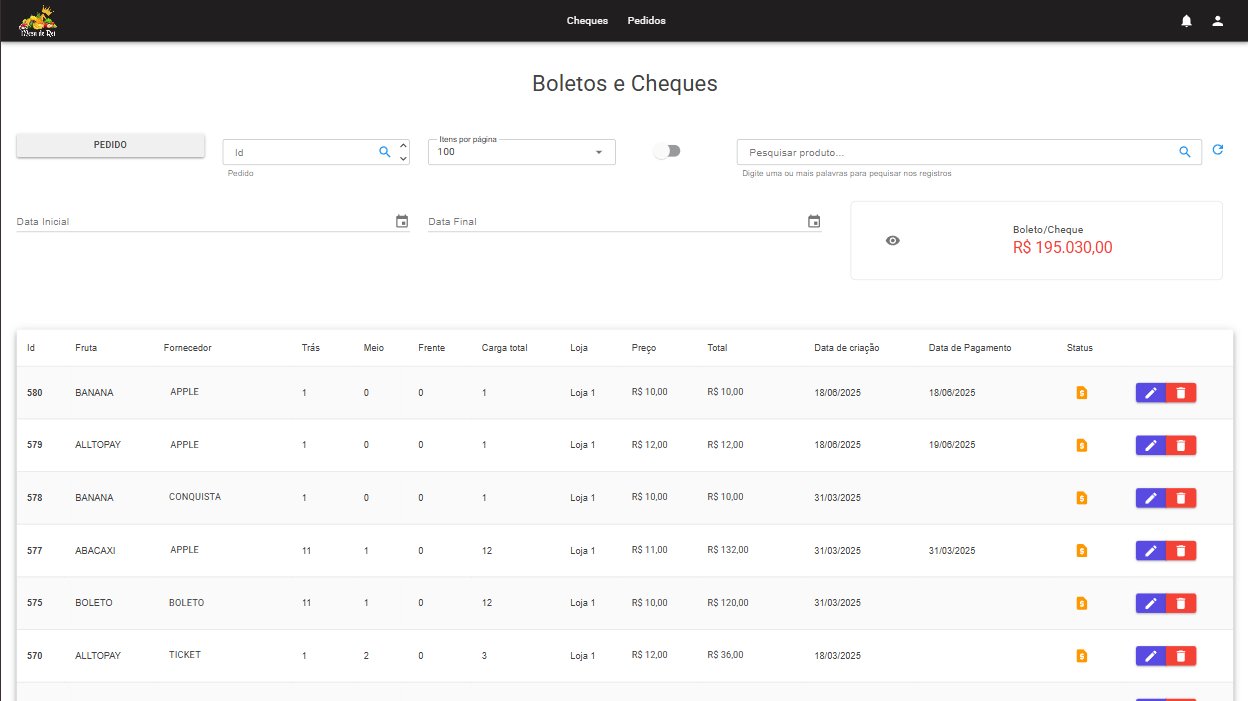 Mesa do Rei
Cheques Pedidos
Boletos e Cheques
PEDIDO
Id
Pedido
Itens por página
100
Pesquisar produto...
Digite uma ou mais palavras para pequisar nos registros
Data Inicial
Data Final
Boleto/Cheque
R$ 195.030,00
Id Fruta Fornecedor Trás Meio Frente Carga total Loja Preço Total Data de criação Data de Pagamento Status
580 BANANA APPLE 1 0 0 1 Loja 1 R$ 10,00 R$ 10,00 18/06/2025 18/06/2025
579 ALLTOPAY APPLE 1 0 0 1 Loja 1 R$ 12,00 R$ 12,00 18/06/2025 19/06/2025
578 BANANA CONQUISTA 1 0 0 1 Loja 1 R$ 10,00 R$ 10,00 31/03/2025
577 ABACAXI APPLE 11 1 0 12 Loja 1 R$ 11,00 R$ 132,00 31/03/2025 31/03/2025
575 BOLETO BOLETO 11 1 0 12 Loja 1 R$ 10,00 R$ 120,00 31/03/2025
570 ALLTOPAY TICKET 1 2 0 3 Loja 1 R$ 12,00 R$ 36,00 18/03/2025